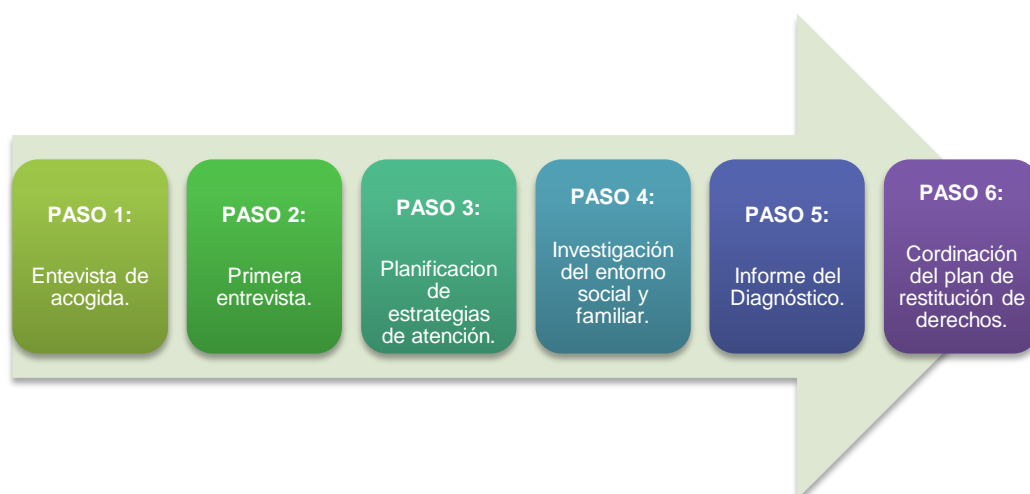 PASO 1:
Entevista de
acogida.
PASO 2:
Primera
entrevista.
PASO 3:
Planificacion
de
estrategias
de atención.
PASO 4:
Investigación
del entorno
social y
familiar.
PASO 5:
Informe del
Diagnóstico.
PASO 6:
Cordinación
del plan de
restitución de
derechos.